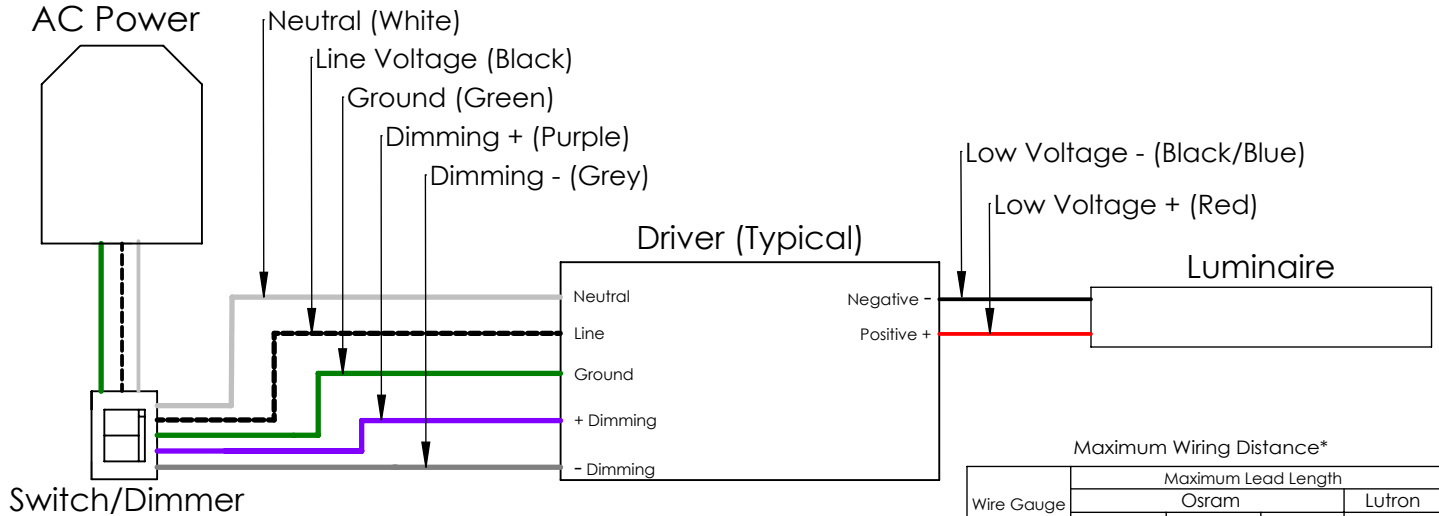 AC Power
Neutral (White)
Line Voltage (Black)
Ground (Green)
Dimming + (Purple)
Dimming - (Grey)
Low Voltage - (Black/Blue)
Low Voltage + (Red)
Driver (Typical)
Luminaire
Neutral
Negative -
Line
Positive +
Ground
+ Dimming
- Dimming
Switch/Dimmer
Maximum Wiring Distance*
Maximum Lead Length
Wire Gauge
Osram
Lutron